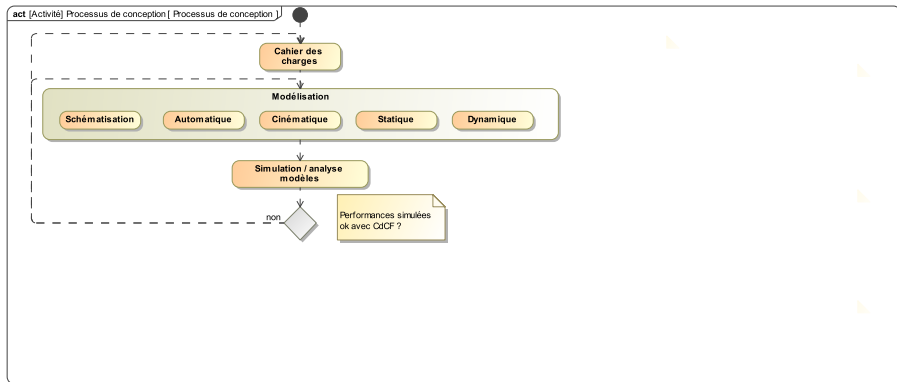 act [Activité] Processus de conception [ Processus de conception ]
Cahier des
charges
Modélisation
Schématisation
Automatique
Cinématique
Statique
Dynamique
Simulation / analyse
modèles
non
Performances simulées
ok avec CdCF ?